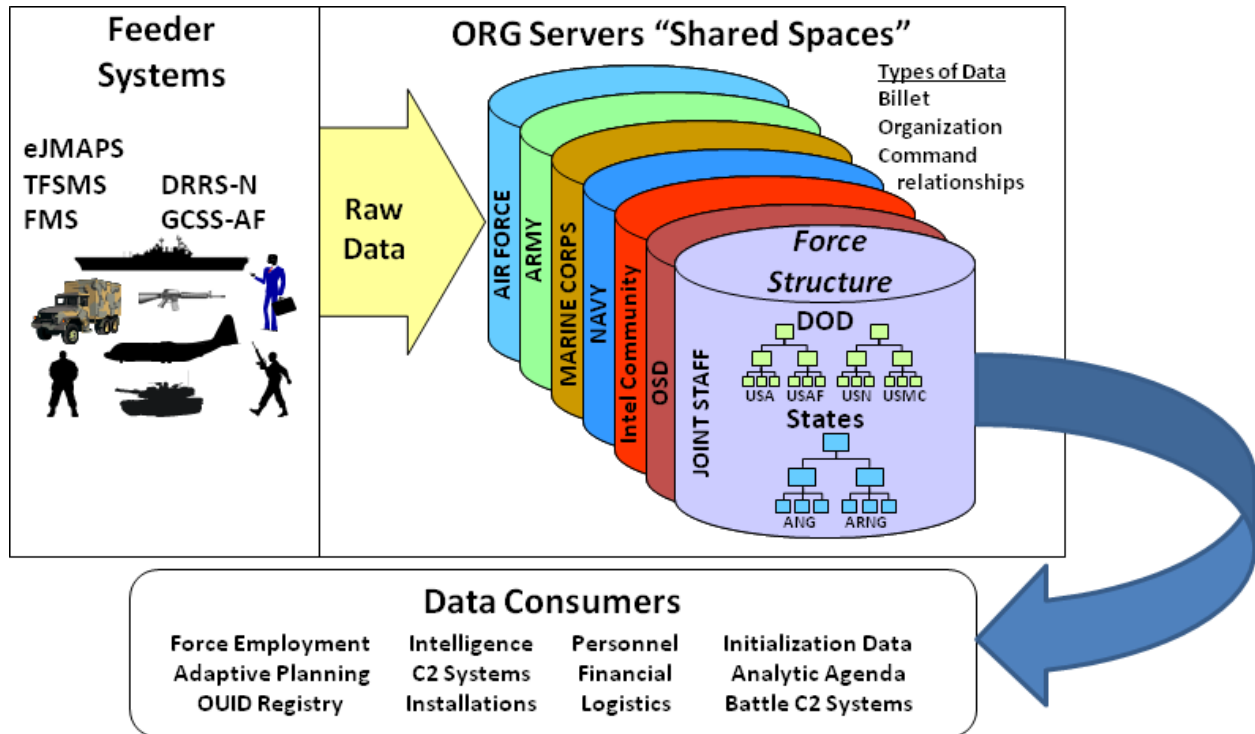 Feeder
Systems
eJMAPS
TFSMS DRRS-N
FMS GCSS-AF
Raw
Data
ORG Servers “Shared Spaces”
Types of Data
Billet
Organization
Command
relationships
AIR FORCE
ARMY
MARINE CORPS
NAVY
Intel Community
OSD
JOINT STAFF
Force
Structure
DOD
USA USAF USN USMC
States
ANG ARNG
Data Consumers
Force Employment Intelligence Personnel Initialization Data
Adaptive Planning C2 Systems Financial Analytic Agenda
OUID Registry Installations Logistics Battle C2 Systems